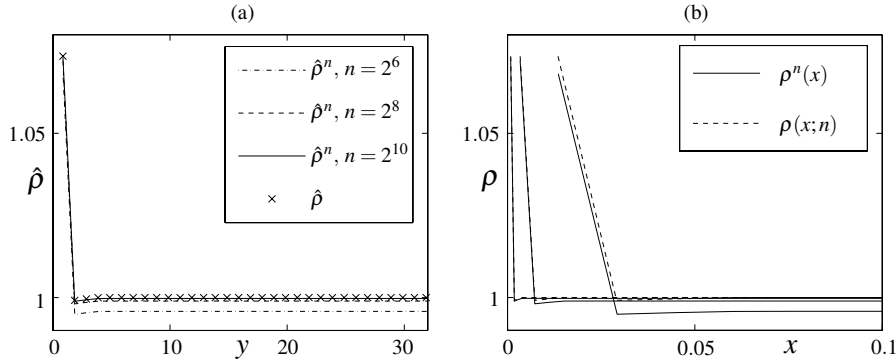 (a)
ρ̂ⁿ, n = 2⁶
ρ̂ⁿ, n = 2⁸
ρ̂ⁿ, n = 2¹⁰
ρ̂
1.05
1
ρ̂
0
10
20
30
y
(b)
ρⁿ(x)
ρ(x;n)
1.05
1
ρ
0
0.05
0.1
x